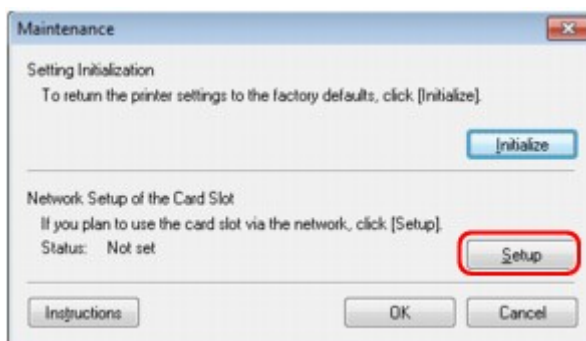 Maintenance
Setting Initialization
To return the printer settings to the factory defaults, click [Initialize].
Initialize
Network Setup of the Card Slot
If you plan to use the card slot via the network, click [Setup].
Status: Not set
Setup
Instructions OK Cancel